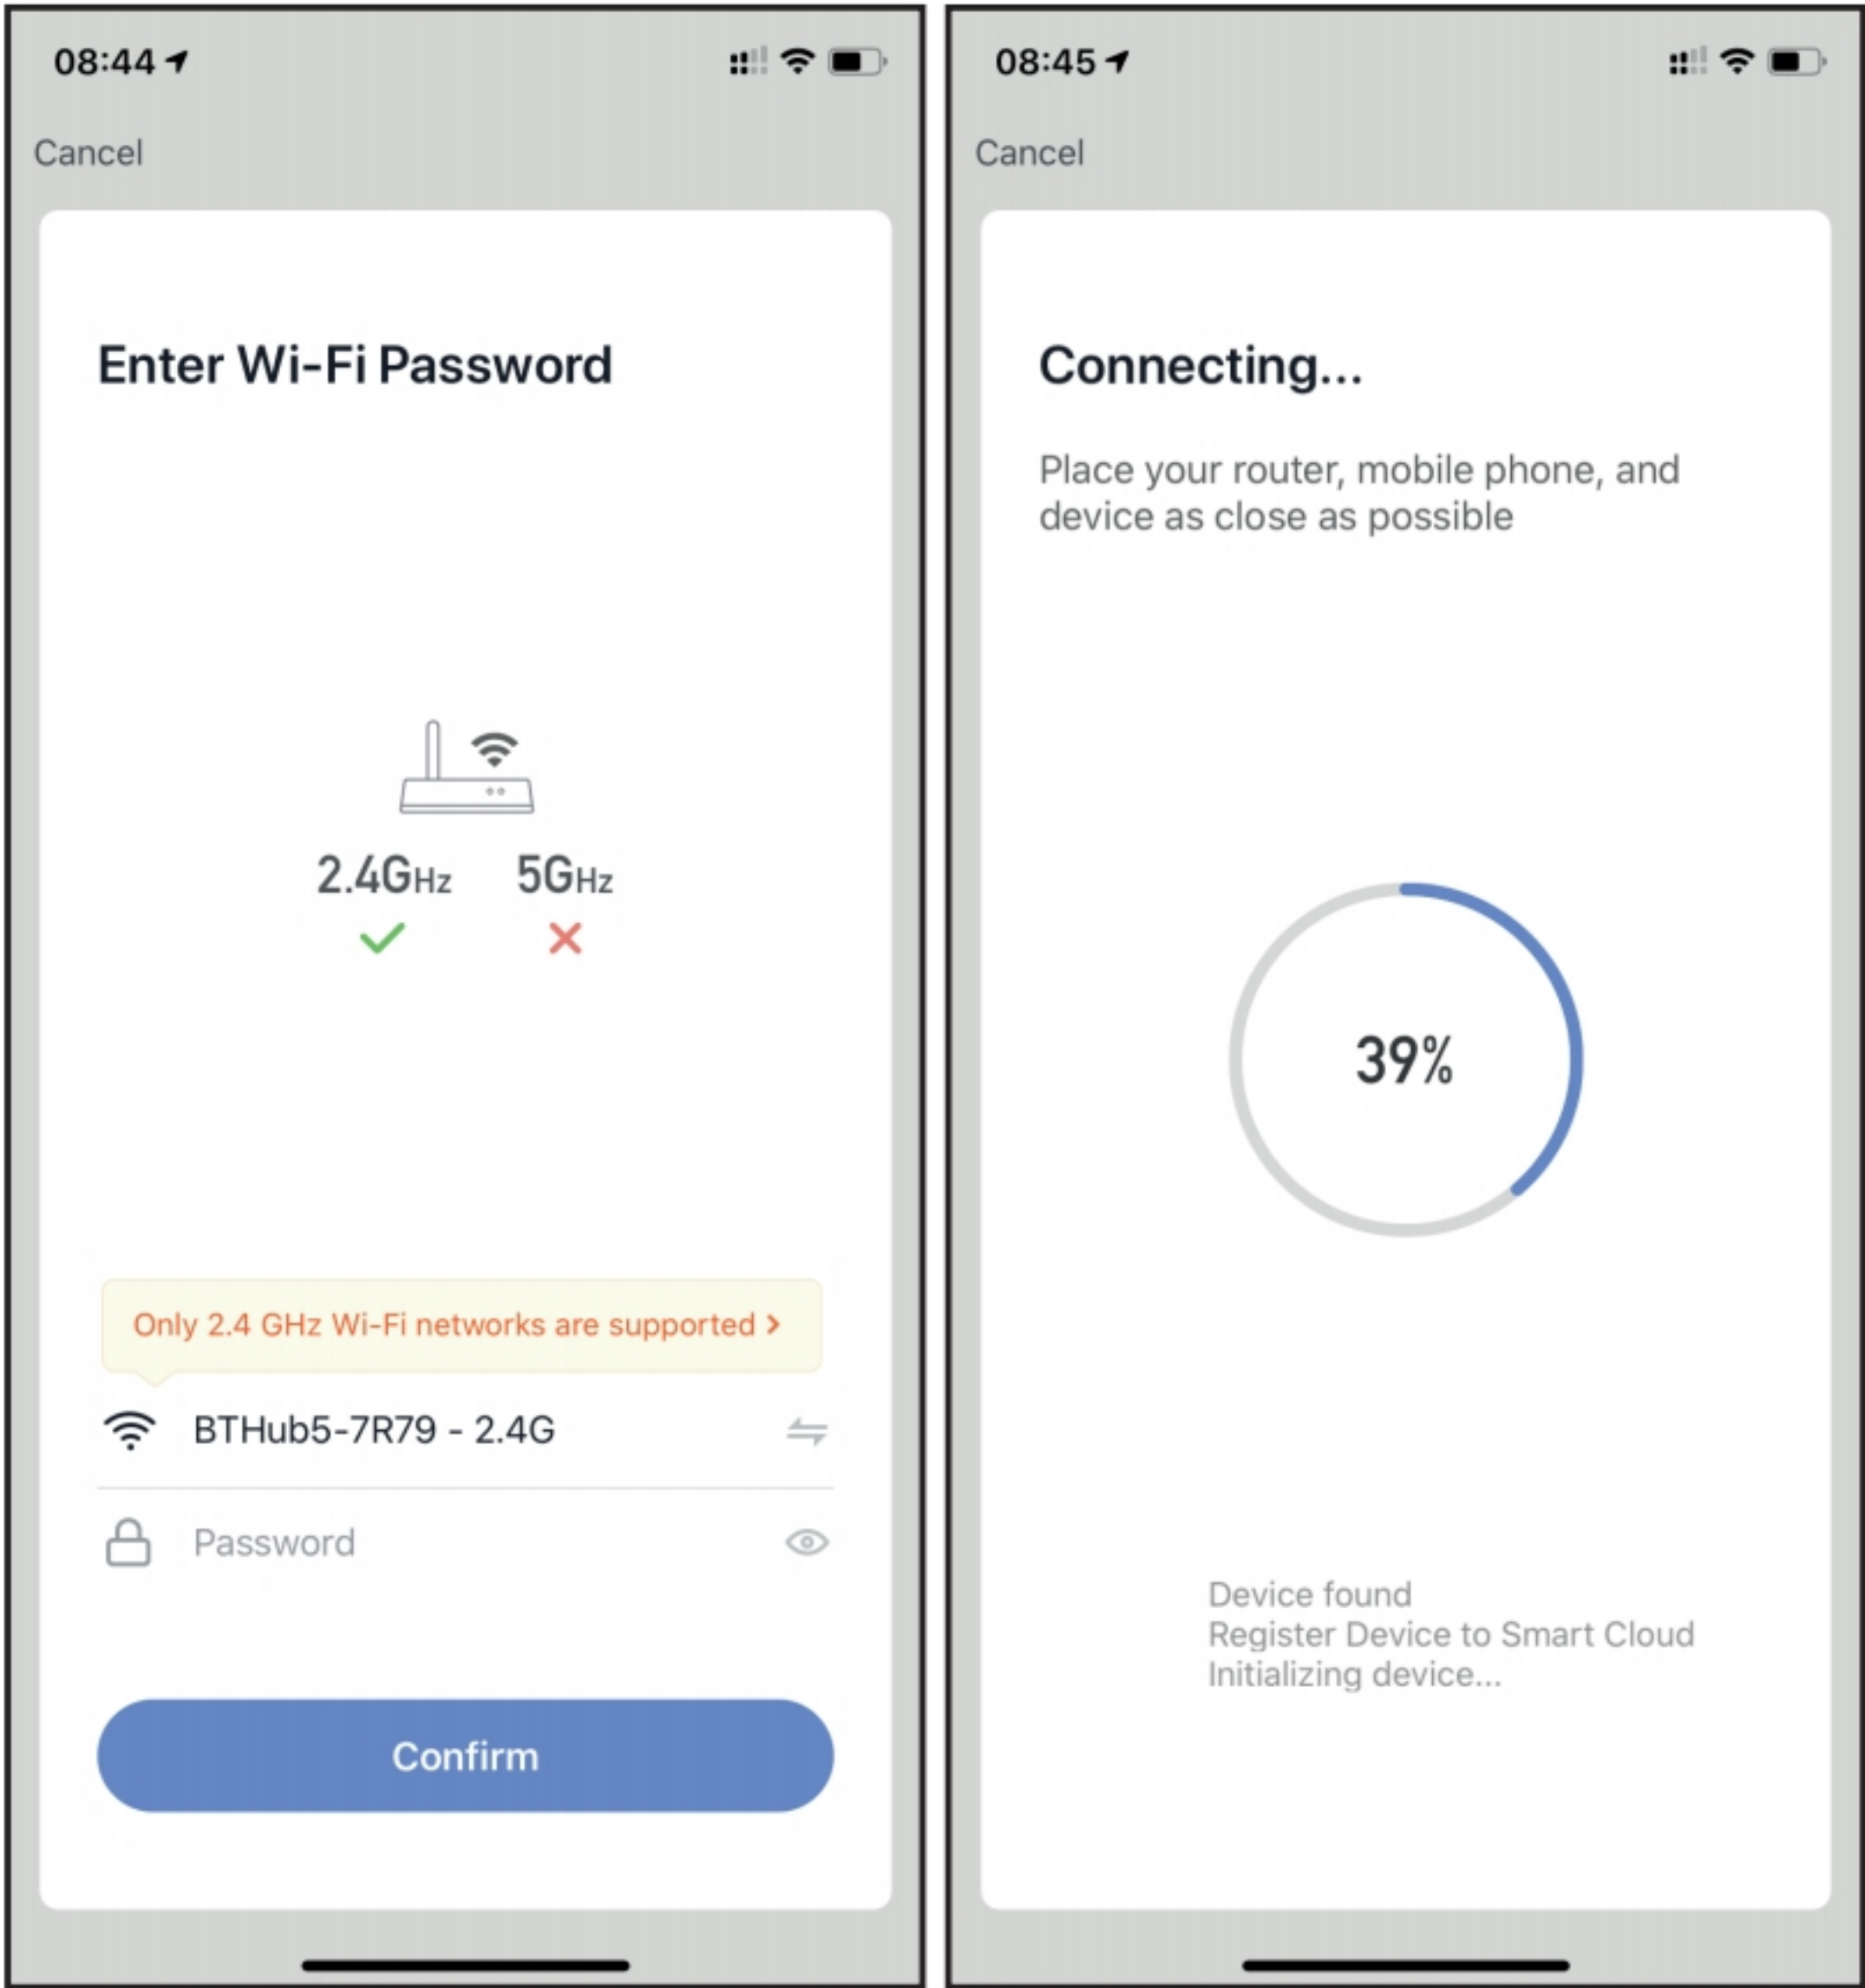 08:44
Cancel
Enter Wi-Fi Password
2.4GHz 5GHz
Only 2.4 GHz Wi-Fi networks are supported >
BTHub5-7R79 - 2.4G
Password
Confirm
08:45
Cancel
Connecting...
Place your router, mobile phone, and
device as close as possible
39%
Device found
Register Device to Smart Cloud
Initializing device...